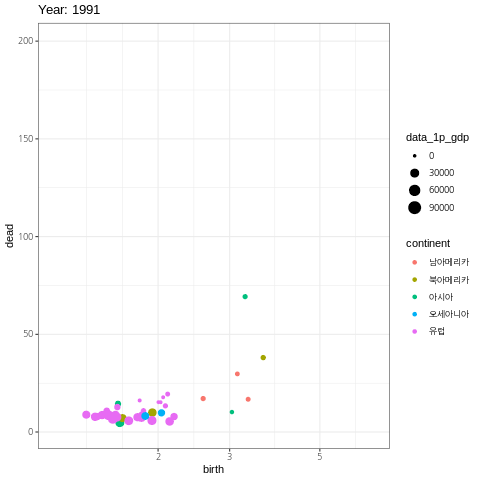 Year: 1991
200
150
100
50
0
dead
2
3
5
birth
data_1p_gdp
0
30000
60000
90000
continent
남아메리카
북아메리카
아시아
오세아니아
유럽